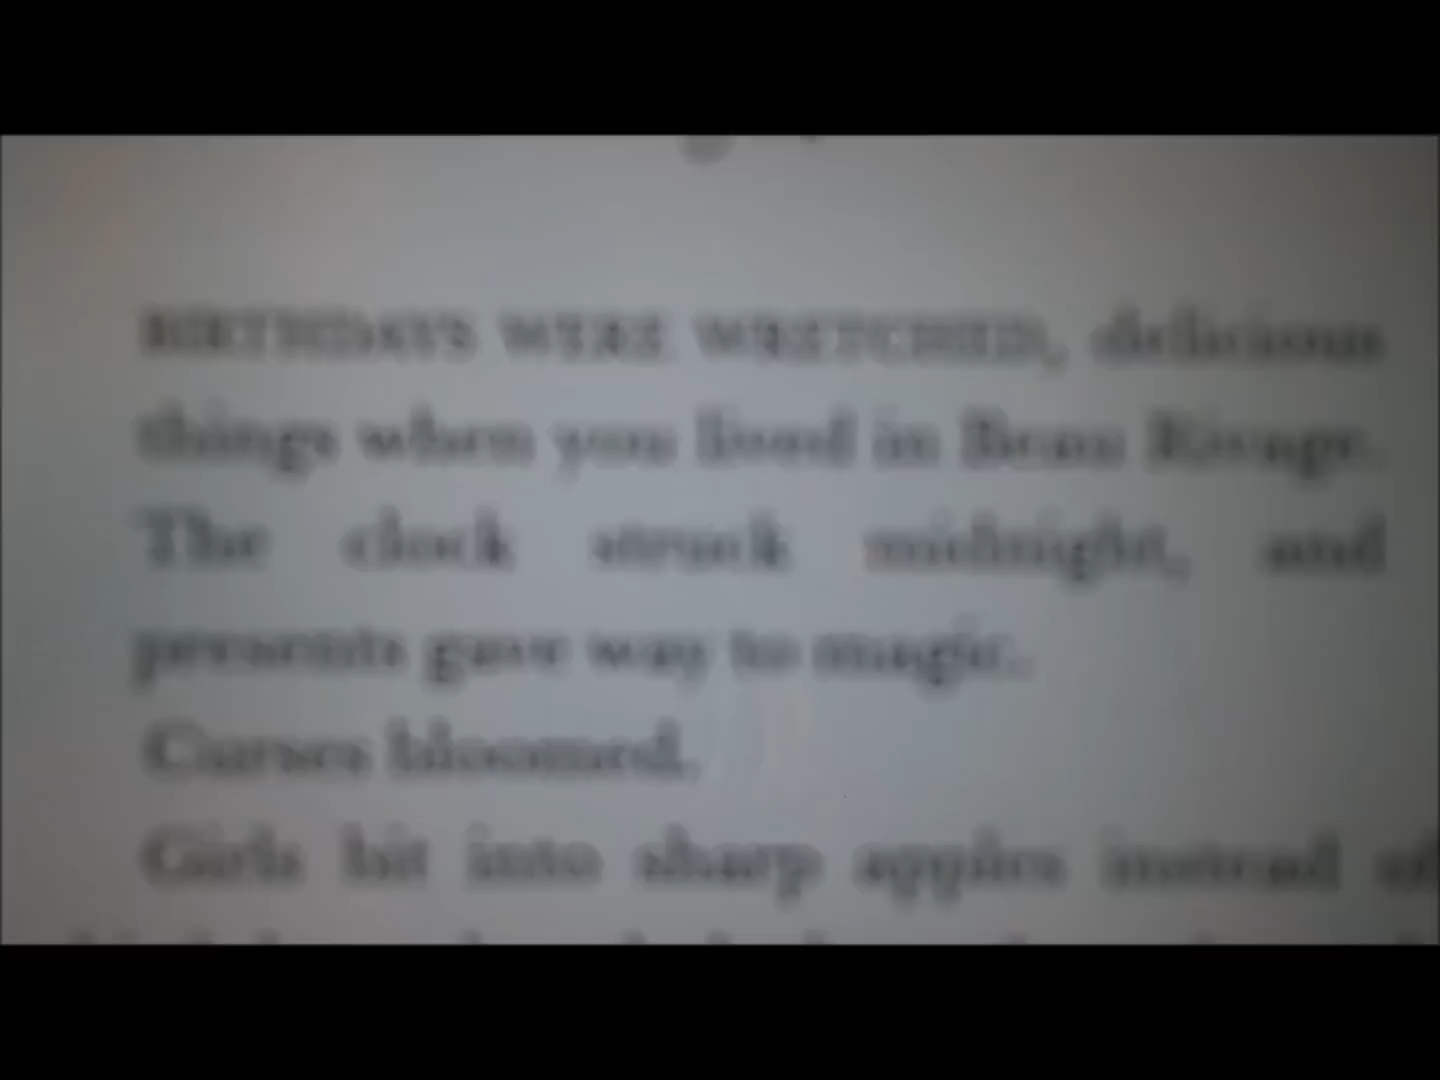 BIRTHDAYS WERE WRETCHED, delicious
things when you lived in Beau Rivage.
The clock struck midnight, and
presents gave way to magic.
Curses bloomed.
Girls bit into sharp apples instead of